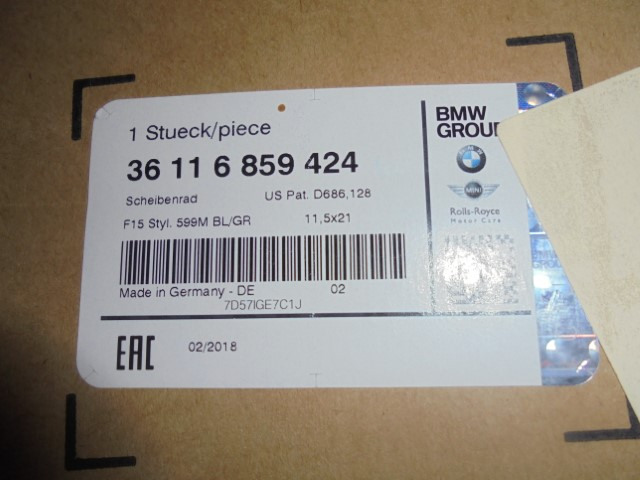 1 Stueck/piece
36 11 6 859 424
Scheibenrad US Pat. D686,128
F15 Styl. 599M BL/GR 11,5x21
Made in Germany - DE 02
7D57IGE7C1J
EAC 02/2018
BMW
GROUP
MINI
Rolls-Royce
Motor Cars